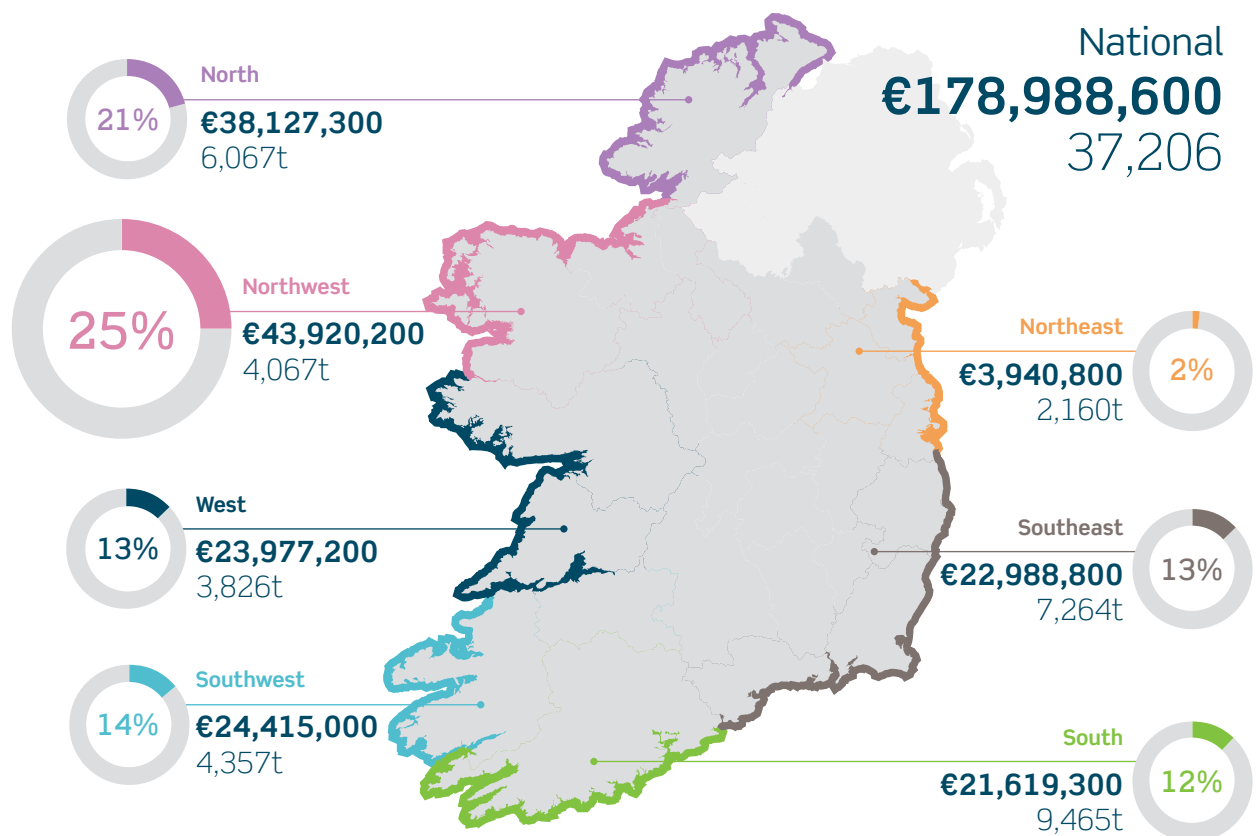 National
€178,988,600
37,206
21%
North
€38,127,300
6,067t
25%
Northwest
€43,920,200
4,067t
Northeast
€3,940,800
2,160t
2%
13%
West
€23,977,200
3,826t
Southeast
€22,988,800
7,264t
13%
14%
Southwest
€24,415,000
4,357t
South
€21,619,300
9,465t
12%